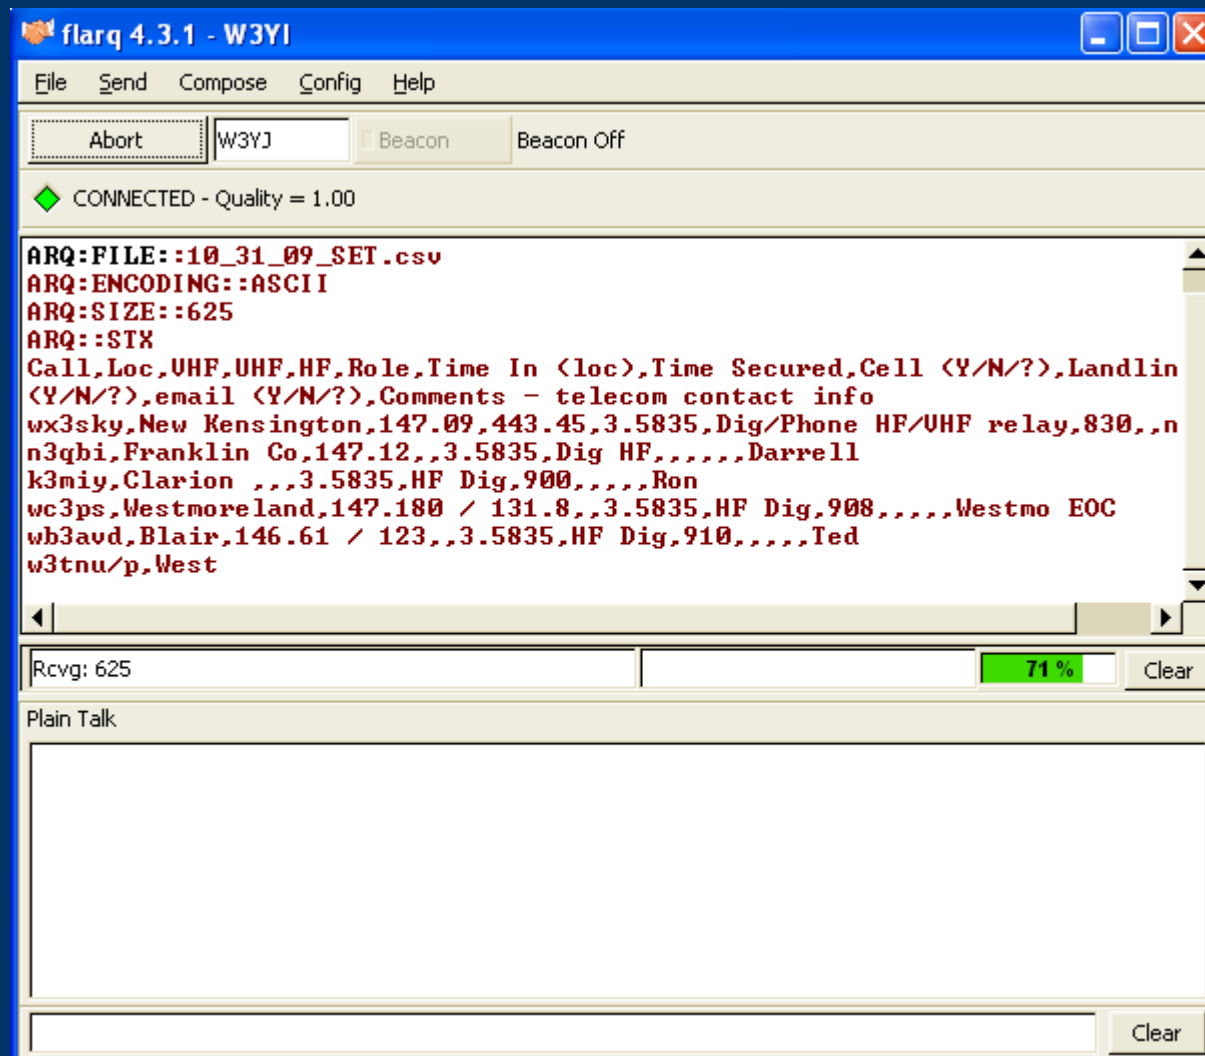 flarq 4.3.1 - W3YI
File Send Compose Config Help
Abort W3YJ Beacon Beacon Off
CONNECTED - Quality = 1.00
ARQ:FILE::10_31_09_SET.csv
ARQ:ENCODING::ASCII
ARQ:SIZE::625
ARQ::STX
Call,Loc,VHF,UHF,HF,Role,Time In (loc),Time Secured,Cell (Y/N/?),Landlin
(Y/N/?),email (Y/N/?),Comments - telecom contact info
wx3sky,New Kensington,147.09,443.45,3.5835,Dig/Phone HF/VHF relay,830,,n
n3qbi,Franklin Co,147.12,,3.5835,Dig HF,,,,,,Darrell
k3miy,Clarion ,,,3.5835,HF Dig,900,,,,,Ron
wc3ps,Westmoreland,147.180 / 131.8,,3.5835,HF Dig,908,,,,,Westmo EOC
wb3avd,Blair,146.61 / 123,,3.5835,HF Dig,910,,,,,Ted
w3tnu/p,West
Rcvg: 625 71 % Clear
Plain Talk
Clear